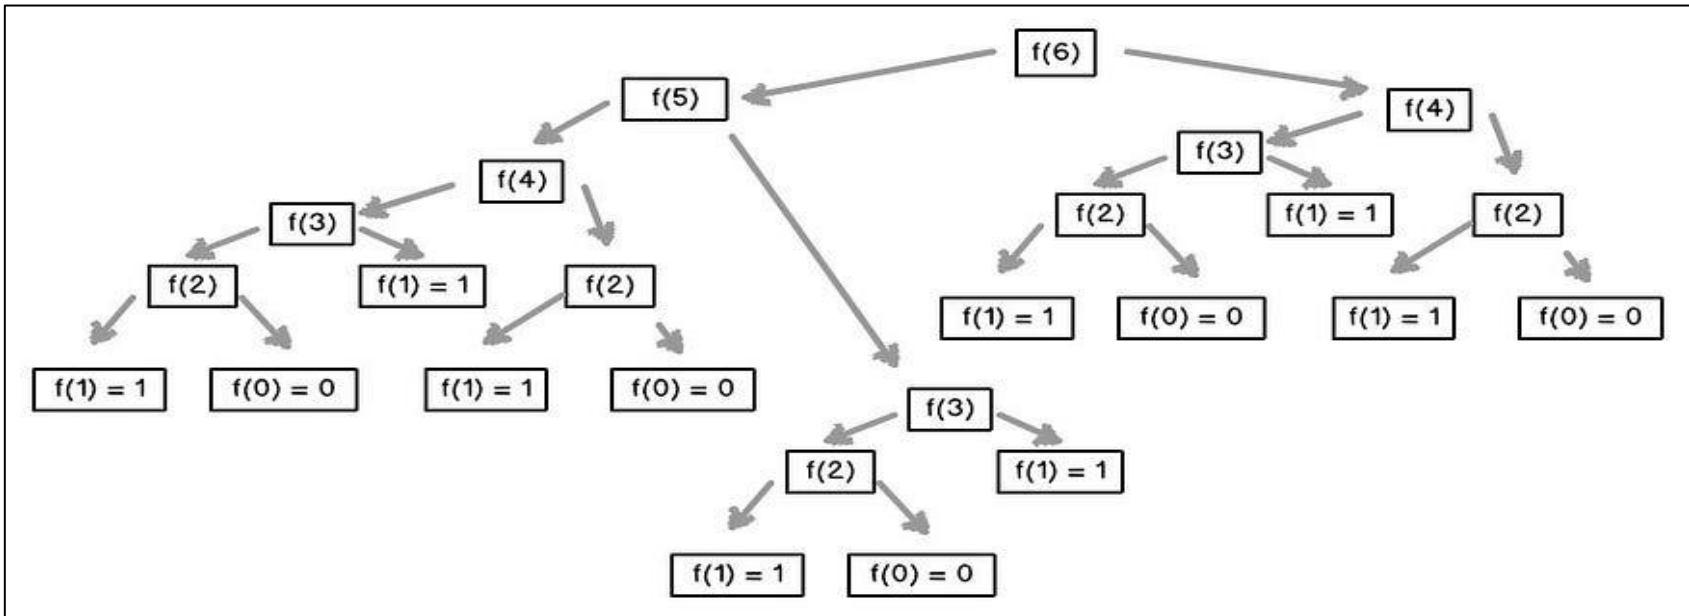 f(6)
f(5)
f(4)
f(3)
f(4)
f(2)
f(1) = 1
f(2)
f(3)
f(2)
f(1) = 1
f(2)
f(1) = 1
f(0) = 0
f(1) = 1
f(0) = 0
f(1) = 1
f(0) = 0
f(1) = 1
f(0) = 0
f(3)
f(2)
f(1) = 1
f(1) = 1
f(0) = 0